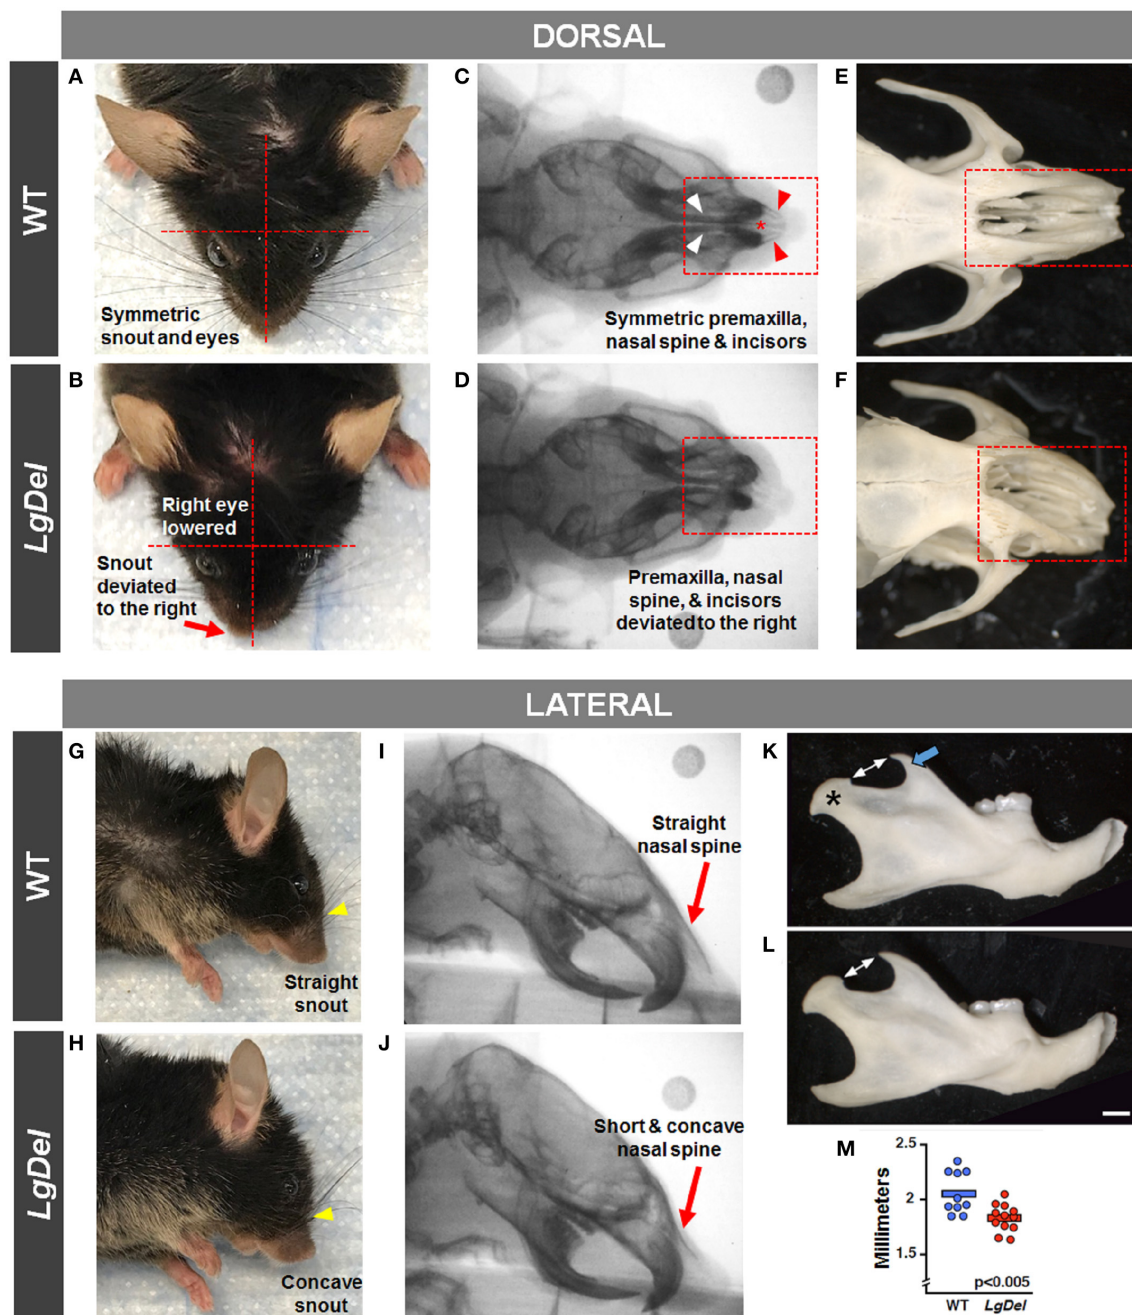 DORSAL
WT
A
Symmetric
snout and eyes
C
*
Symmetric premaxilla,
nasal spine & incisors
E
LgDel
B
Right eye
lowered
Snout
deviated
to the right
D
Premaxilla, nasal
spine, & incisors
deviated to the right
F
LATERAL
WT
G
Straight
snout
I
Straight
nasal spine
K
*
L
LgDel
H
Concave
snout
J
Short & concave
nasal spine
M
Millimeters
2.5
2
1.5
p<0.005
WT LgDel